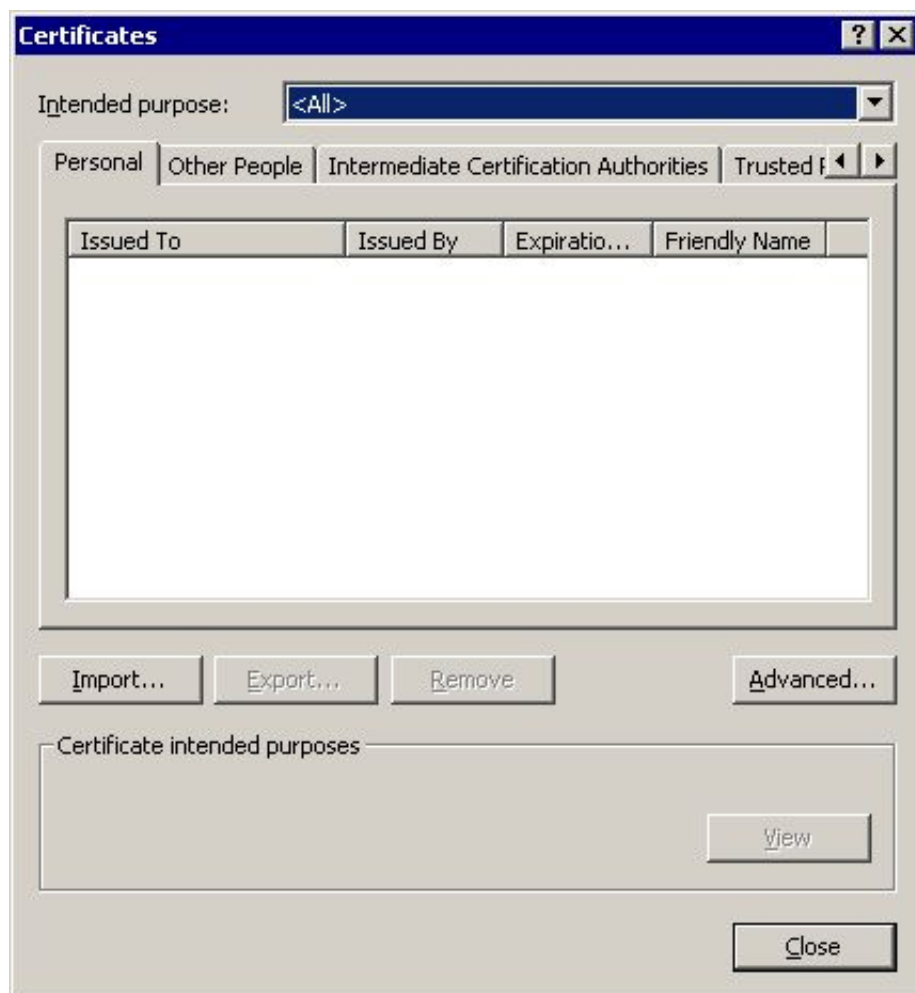 Certificates
Intended purpose: <All>
Personal Other People Intermediate Certification Authorities Trusted
Issued To Issued By Expiratio... Friendly Name
Import... Export... Remove Advanced...
Certificate intended purposes
View
Close